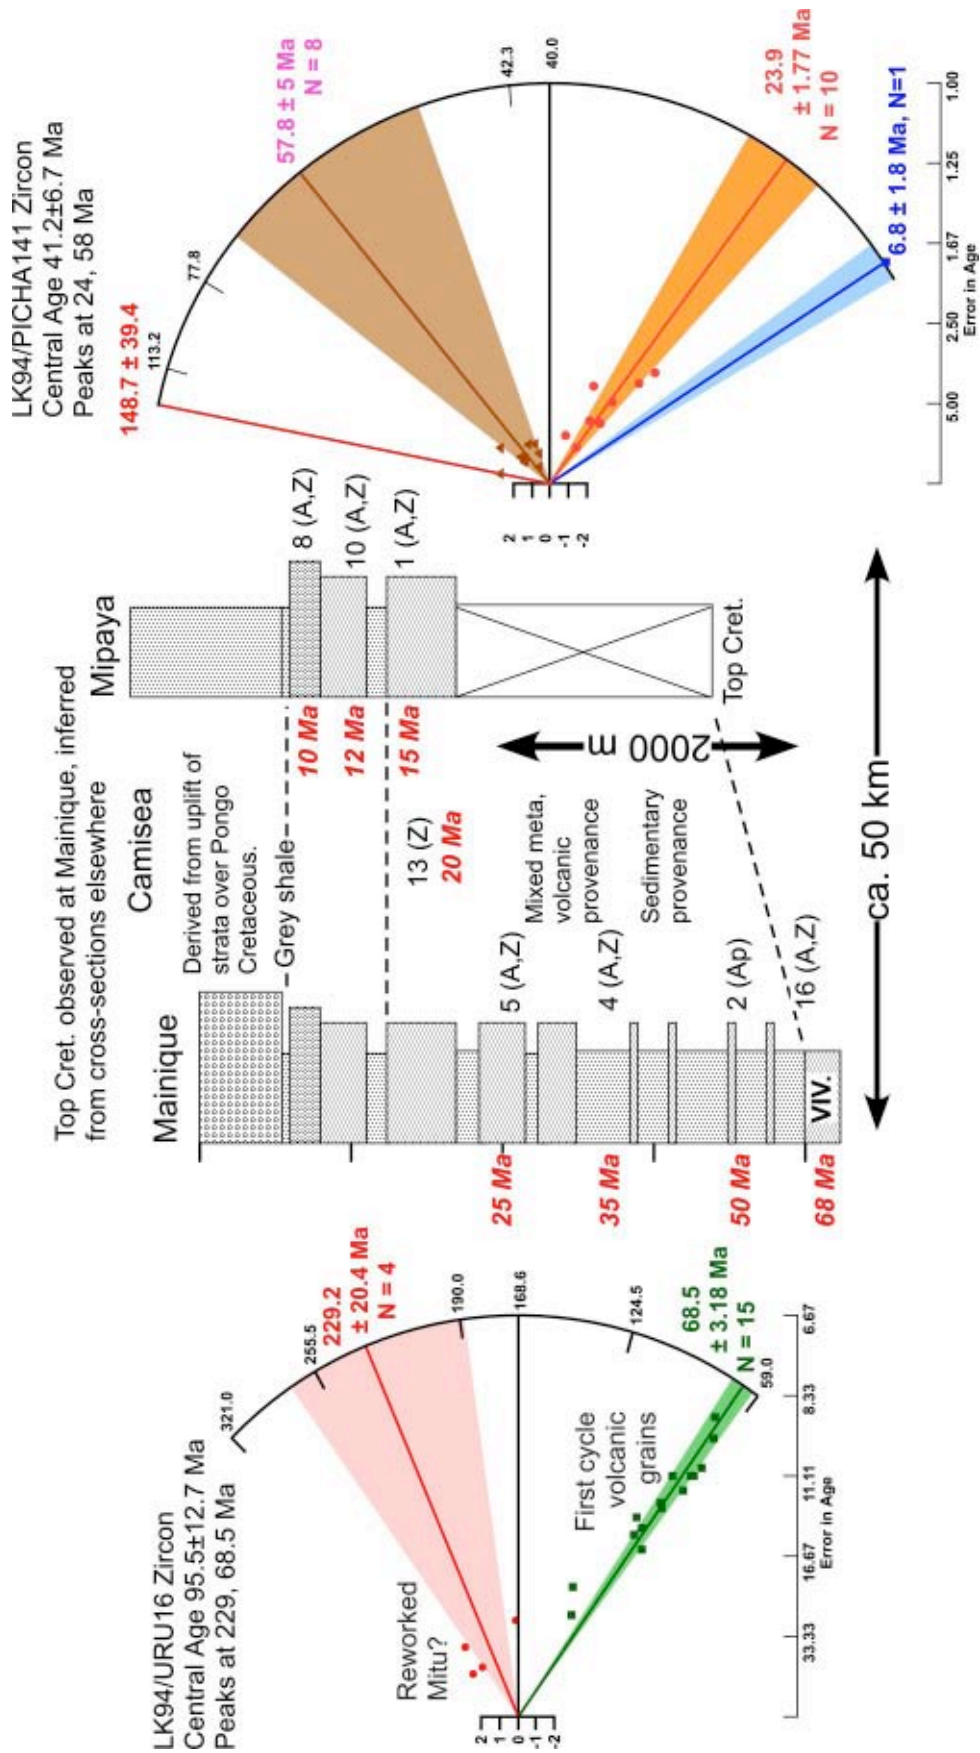 LK94/URU16 Zircon
Central Age 95.5±12.7 Ma
Peaks at 229, 68.5 Ma
321.0
255.5
229.2
± 20.4 Ma
N = 4
190.0
168.6
124.5
68.5
± 3.18 Ma
N = 15
59.0
Reworked
Mitu?
First cycle
volcanic
grains
2
1
0
-1
-2
33.33
16.67
11.11
8.33
6.67
Error in Age
Top Cret. observed at Mainique, inferred
from cross-sections elsewhere
Mainique
Camisea
Mipaya
Derived from uplift of
strata over Pongo
Cretaceous.
Grey shale
10 Ma
12 Ma
15 Ma
8 (A,Z)
10 (A,Z)
1 (A,Z)
13 (Z)
20 Ma
25 Ma
35 Ma
50 Ma
68 Ma
5 (A,Z)
4 (A,Z)
2 (Ap)
16 (A,Z)
VIV.
Mixed meta,
volcanic
provenance
Sedimentary
provenance
2000 m
Top Cret.
ca. 50 km
LK94/PICHA141 Zircon
Central Age 41.2±6.7 Ma
Peaks at 24, 58 Ma
148.7 ± 39.4
113.2
77.8
57.8 ± 5 Ma
N = 8
42.3
40.0
23.9
± 1.77 Ma
N = 10
6.8 ± 1.8 Ma, N=1
2
1
0
-1
-2
5.00
2.50
1.67
1.25
1.00
Error in Age